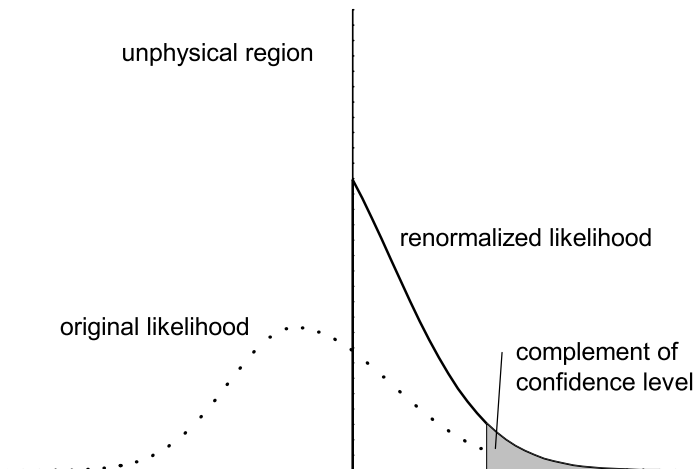 unphysical region
renormalized likelihood
original likelihood
complement of
confidence level